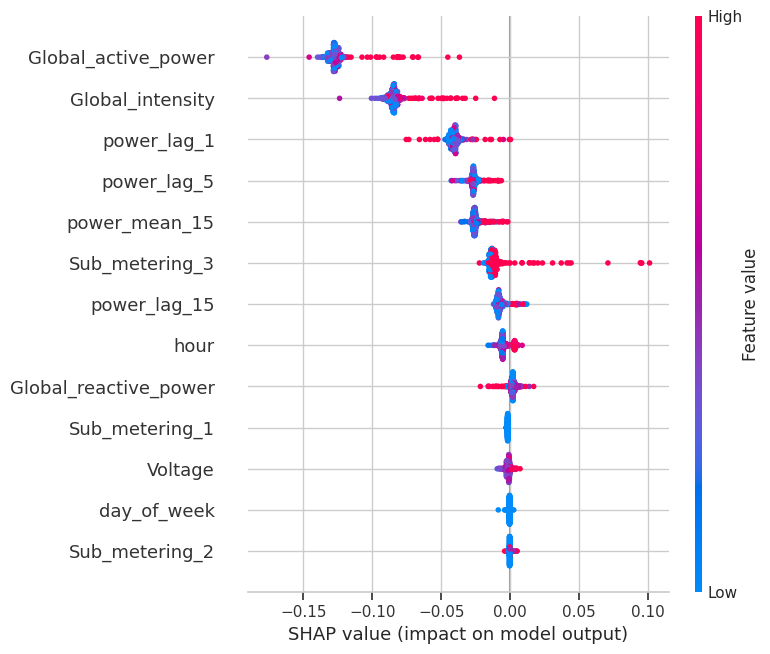 High
Global_active_power
Global_intensity
power_lag_1
power_lag_5
power_mean_15
Sub_metering_3
power_lag_15
hour
Global_reactive_power
Sub_metering_1
Voltage
day_of_week
Sub_metering_2
Feature value
Low
−0.15 −0.10 −0.05 0.00 0.05 0.10
SHAP value (impact on model output)